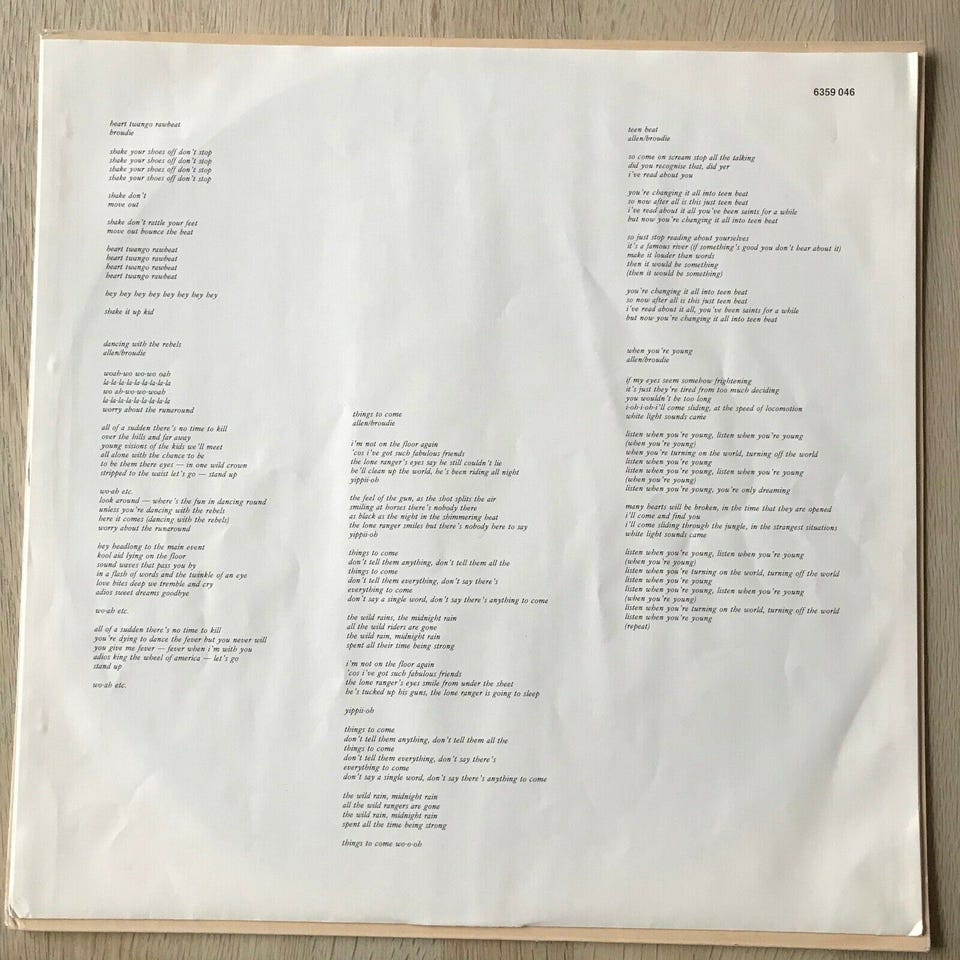 6359 046
heart twango rawbeat
broudie
shake your shoes off don't stop
shake your shoes off don't stop
shake your shoes off don't stop
shake your shoes off don't stop
shake don't
move out
shake don't rattle your feet
move out bounce the beat
heart twango rawbeat
heart twango rawbeat
heart twango rawbeat
heart twango rawbeat
hey hey hey hey hey hey hey hey
shake it up kid
dancing with the rebels
allen/broudie
woah-wo wo-wo oah
la-la-la-la-la-la-la-la-la
wo ah-wo-wo-woah
la-la-la-la-la-la-la-la-la
worry about the runaround
all of a sudden there's no time to kill
over the hills and far away
young visions of the kids we'll meet
all alone with the chance to be
to be them there eyes — in one wild crown
stripped to the waist let's go — stand up
wo-ah etc.
look around — where's the fun in dancing round
unless you're dancing with the rebels
here it comes (dancing with the rebels)
worry about the runaround
hey headlong to the main event
kool aid lying on the floor
sound waves that pass you by
in a flash of words and the twinkle of an eye
love bites deep we tremble and cry
adios sweet dreams goodbye
wo-ah etc.
all of a sudden there's no time to kill
you're dying to dance the fever but you never will
you give me fever — fever when i'm with you
adios king the wheel of america — let's go
stand up
wo-ah etc.
things to come
allen/broudie
i'm not on the floor again
'cos i've got such fabulous friends
the lone ranger's eyes say he still couldn't lie
he'll clean up the world, he's been riding all night
yippii-oh
the feel of the gun, as the shot splits the air
smiling at horses there's nobody there
as black as the night in the shimmering heat
the lone ranger smiles but there's nobody here to say
yippii-oh
things to come
don't tell them anything, don't tell them all the
things to come
don't tell them everything, don't say there's
everything to come
don't say a single word, don't say there's anything to come
the wild rains, the midnight rain
all the wild riders are gone
the wild rain, midnight rain
spent all their time being strong
i'm not on the floor again
'cos i've got such fabulous friends
the lone ranger's eyes smile from under the sheet
he's tucked up his guns, the lone ranger is going to sleep
yippii-oh
things to come
don't tell them anything, don't tell them all the
things to come
don't tell them everything, don't say there's
everything to come
don't say a single word, don't say there's anything to come
the wild rain, midnight rain
all the wild rangers are gone
the wild rain, midnight rain
spent all the time being strong
things to come wo-o-oh
teen beat
allen/broudie
so come on scream stop all the talking
did you recognise that, did yer
i've read about you
you're changing it all into teen beat
so now after all is this just teen beat
i've read about it all you've been saints for a while
but now you're changing it all into teen beat
so just stop reading about yourselves
it's a famous river (if something's good you don't hear about it)
make it louder than words
then it would be something
(then it would be something)
you're changing it all into teen beat
so now after all is this just teen beat
i've read about it all, you've been saints for a while
but now you're changing it all into teen beat
when you're young
allen/broudie
if my eyes seem somehow frightening
it's just they're tired from too much deciding
you wouldn't be too long
i-oh-i-oh-i'll come sliding, at the speed of locomotion
white light sounds came
listen when you're young, listen when you're young
(when you're young)
when you're turning on the world, turning off the world
listen when you're young
listen when you're young, listen when you're young
(when you're young)
listen when you're young, you're only dreaming
many hearts will be broken, in the time that they are opened
i'll come and find you
i'll come sliding through the jungle, in the strangest situations
white light sounds came
listen when you're young, listen when you're young
(when you're young)
listen when you're turning on the world, turning off the world
listen when you're young
listen when you're young, listen when you're young
(when you're young)
listen when you're turning on the world, turning off the world
listen when you're young
(repeat)